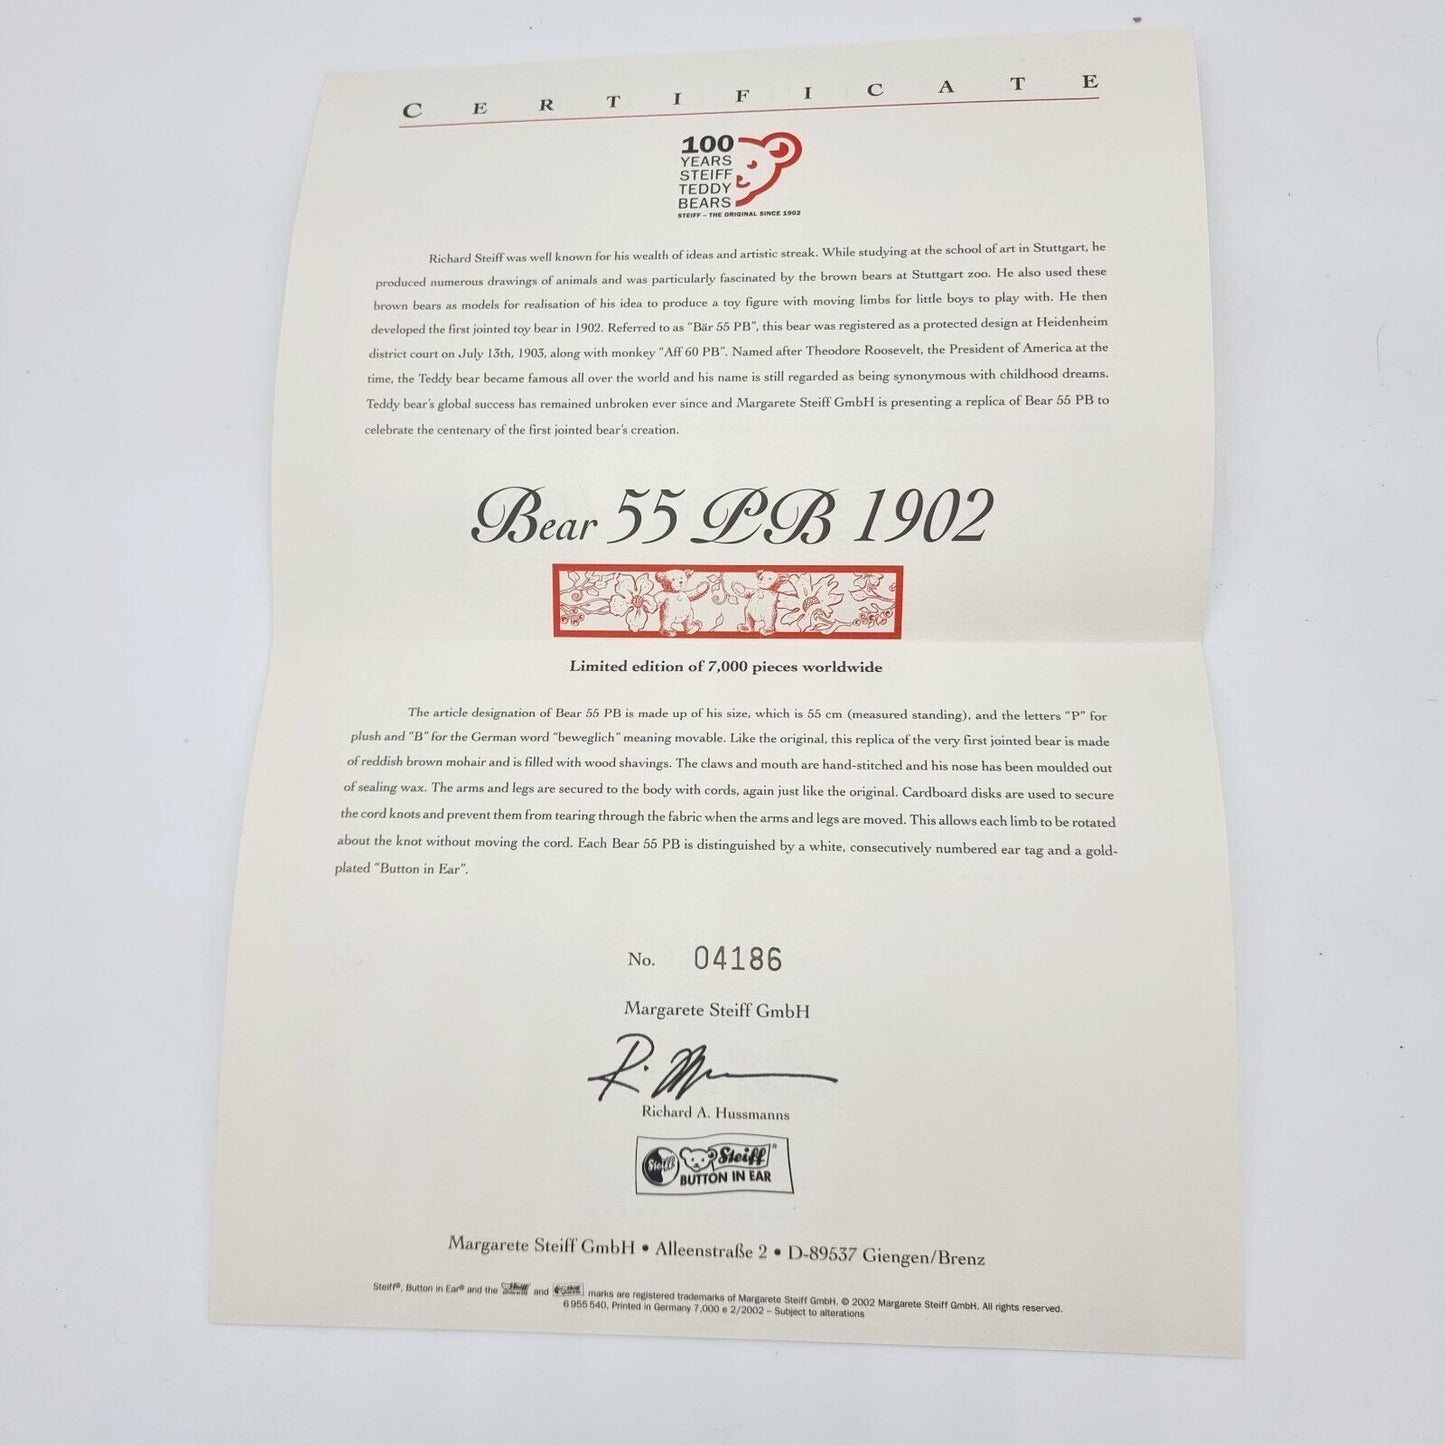 CERTIFICATE
100
YEARS
STEIFF
TEDDY
BEARS
STEIFF – THE ORIGINAL SINCE 1902
Richard Steiff was well known for his wealth of ideas and artistic streak. While studying at the school of art in Stuttgart, he
produced numerous drawings of animals and was particularly fascinated by the brown bears at Stuttgart zoo. He also used these
brown bears as models for realisation of his idea to produce a toy figure with moving limbs for little boys to play with. He then
developed the first jointed toy bear in 1902. Referred to as “Bär 55 PB”, this bear was registered as a protected design at Heidenheim
district court on July 13th, 1903, along with monkey “Aff 60 PB”. Named after Theodore Roosevelt, the President of America at the
time, the Teddy bear became famous all over the world and his name is still regarded as being synonymous with childhood dreams.
Teddy bear’s global success has remained unbroken ever since and Margarete Steiff GmbH is presenting a replica of Bear 55 PB to
celebrate the centenary of the first jointed bear’s creation.
Bear 55 PB 1902
Limited edition of 7,000 pieces worldwide
The article designation of Bear 55 PB is made up of his size, which is 55 cm (measured standing), and the letters “P” for
plush and “B” for the German word “beweglich” meaning movable. Like the original, this replica of the very first jointed bear is made
of reddish brown mohair and is filled with wood shavings. The claws and mouth are hand-stitched and his nose has been moulded out
of sealing wax. The arms and legs are secured to the body with cords, again just like the original. Cardboard disks are used to secure
the cord knots and prevent them from tearing through the fabric when the arms and legs are moved. This allows each limb to be rotated
about the knot without moving the cord. Each Bear 55 PB is distinguished by a white, consecutively numbered ear tag and a gold-
plated “Button in Ear”.
No. 04186
Margarete Steiff GmbH
Richard A. Hussmanns
Steiff Steiff®
BUTTON IN EAR
Margarete Steiff GmbH • Alleenstraße 2 • D-89537 Giengen/Brenz
Steiff®, Button in Ear® and the Steiff and marks are registered trademarks of Margarete Steiff GmbH. © 2002 Margarete Steiff GmbH. All rights reserved.
6 955 540, Printed in Germany 7,000 e 2/2002 – Subject to alterations